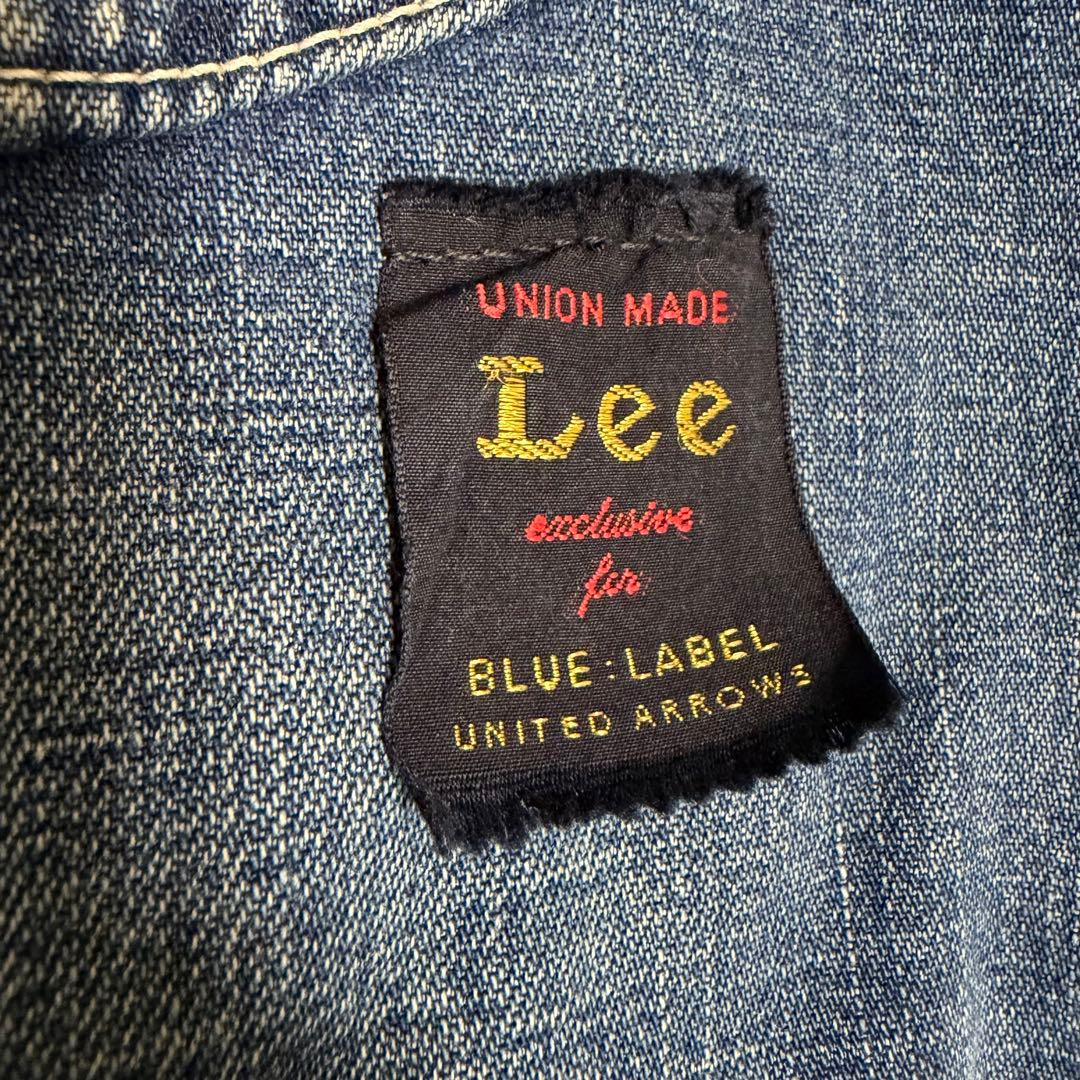 UNION MADE
Lee
exclusive
for
BLUE : LABEL
UNITED ARROWS